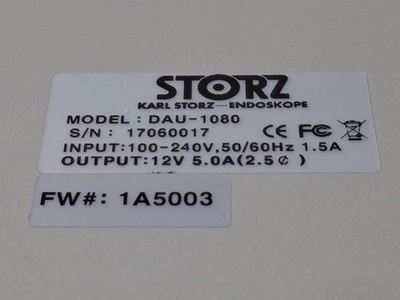 STORZ
KARL STORZ—ENDOSKOPE
MODEL: DAU-1080
S/N: 17060017
CE FC
INPUT:100-240V,50/60Hz 1.5A
OUTPUT:12V 5.0A(2.5¢)
FW#: 1A5003